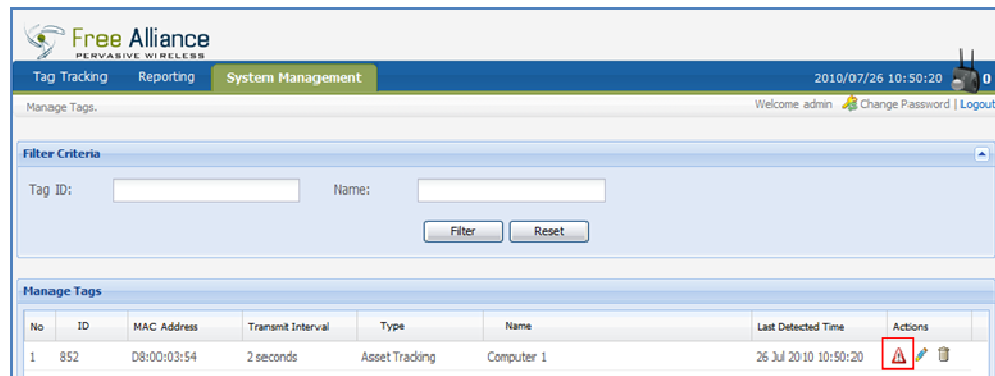 Free Alliance
PERVASIVE WIRELESS
Tag Tracking Reporting System Management 2010/07/26 10:50:20 0
Manage Tags. Welcome admin Change Password | Logout
Filter Criteria
Tag ID: Name:
Filter Reset
Manage Tags
No ID MAC Address Transmit Interval Type Name Last Detected Time Actions
1 852 D8:00:03:54 2 seconds Asset Tracking Computer 1 26 Jul 2010 10:50:20